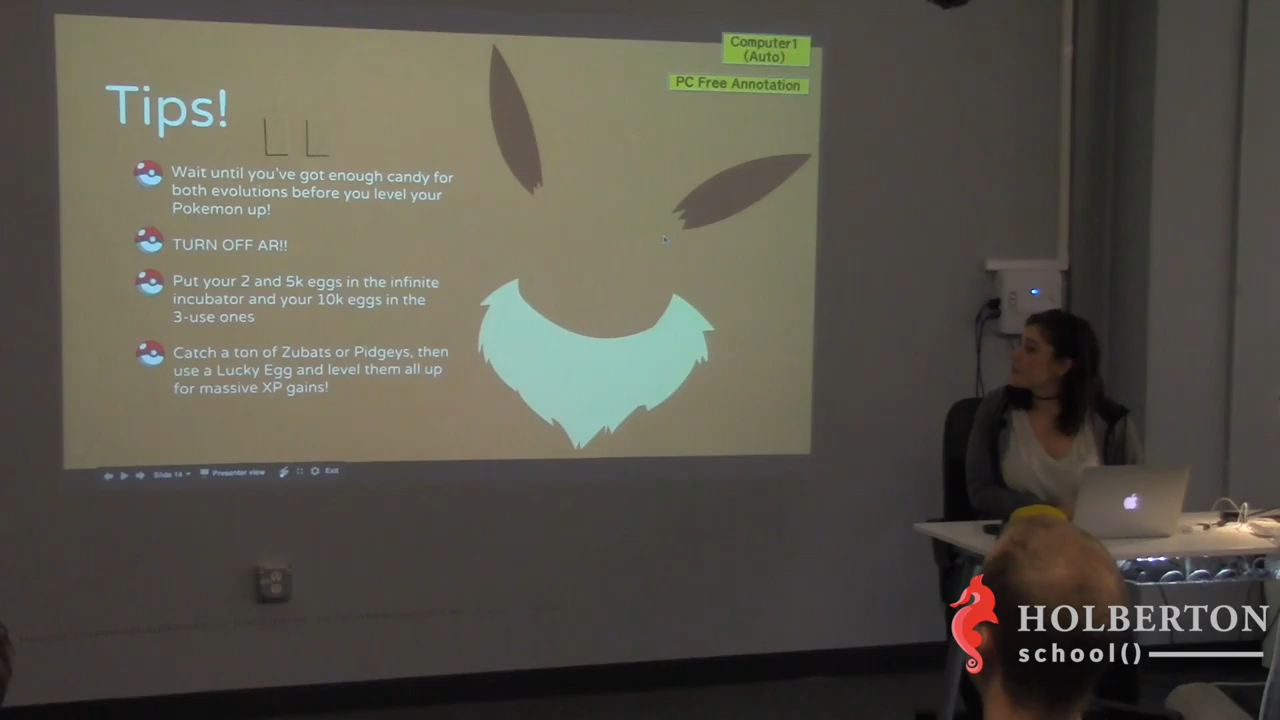 Computer1
(Auto)
PC Free Annotation
Tips!
Wait until you've got enough candy for
both evolutions before you level your
Pokemon up!
TURN OFF AR!!
Put your 2 and 5k eggs in the infinite
incubator and your 10k eggs in the
3-use ones
Catch a ton of Zubats or Pidgeys, then
use a Lucky Egg and level them all up
for massive XP gains!
Slide 14
Presenter view
Exit
HOLBERTON
school()